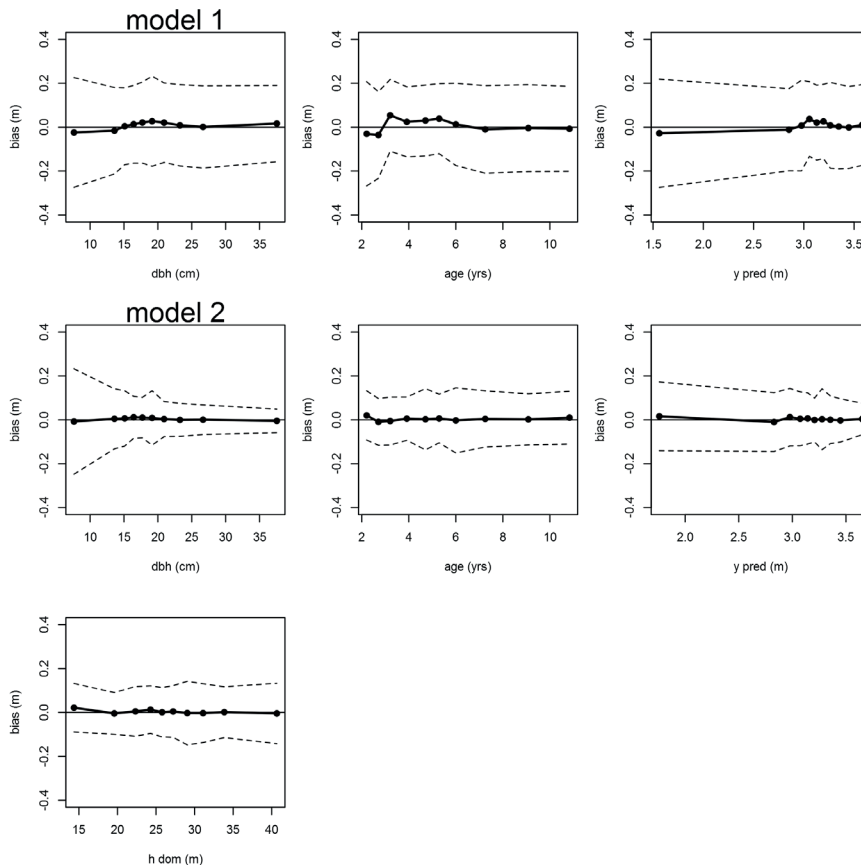 model 1
bias (m)
0.4
0.2
0.0
-0.2
-0.4
10 15 20 25 30 35
dbh (cm)
bias (m)
0.4
0.2
0.0
-0.2
-0.4
2 4 6 8 10
age (yrs)
bias (m)
0.4
0.2
0.0
-0.2
-0.4
1.5 2.0 2.5 3.0 3.5
y pred (m)
model 2
bias (m)
0.4
0.2
0.0
-0.2
-0.4
10 15 20 25 30 35
dbh (cm)
bias (m)
0.4
0.2
0.0
-0.2
-0.4
2 4 6 8 10
age (yrs)
bias (m)
0.4
0.2
0.0
-0.2
-0.4
2.0 2.5 3.0 3.5
y pred (m)
bias (m)
0.4
0.2
0.0
-0.2
-0.4
15 20 25 30 35 40
h dom (m)